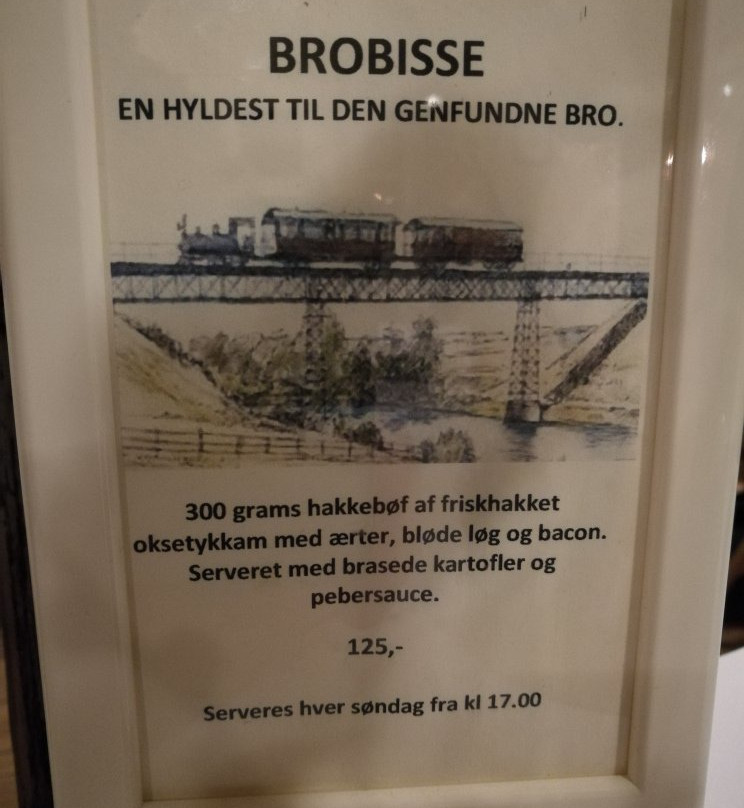 BROBISSE
EN HYLDEST TIL DEN GENFUNDNE BRO.
300 grams hakkebøf af friskhakket
oksetykkam med ærter, bløde løg og bacon.
Serveret med brasede kartofler og
pebersauce.
125,-
Serveres hver søndag fra kl 17.00